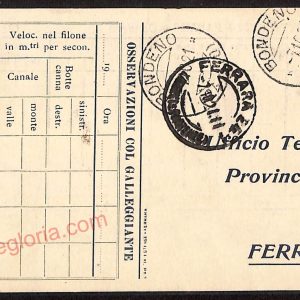 Veloc. nel filone
in m.tri per secon.
Canale
Botte
canna
valle
monte
destr.
sinistr.
19
Ora
OSSERVAZIONI COL GALLEGGIANTE
BONDENO
FERRARA
BONDENO
fficio Te
Provinc
FERR
egloria.com